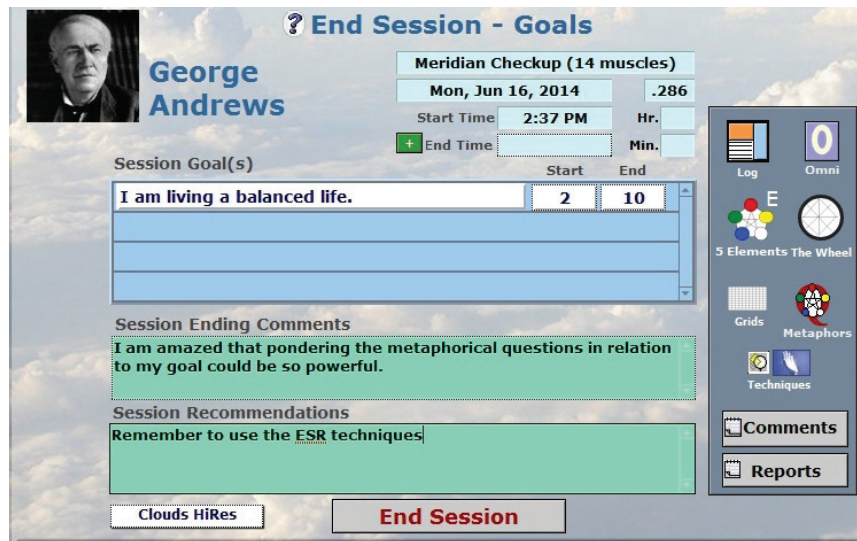 ? End Session - Goals
George
Andrews
Meridian Checkup (14 muscles)
Mon, Jun 16, 2014 .286
Start Time 2:37 PM Hr.
+ End Time Min.
Session Goal(s) Start End
I am living a balanced life. 2 10
Log Omni
E
5 Elements The Wheel
Grids Metaphors
Techniques
Session Ending Comments
I am amazed that pondering the metaphorical questions in relation
to my goal could be so powerful.
Session Recommendations
Remember to use the ESR techniques
Comments
Reports
Clouds HiRes
End Session